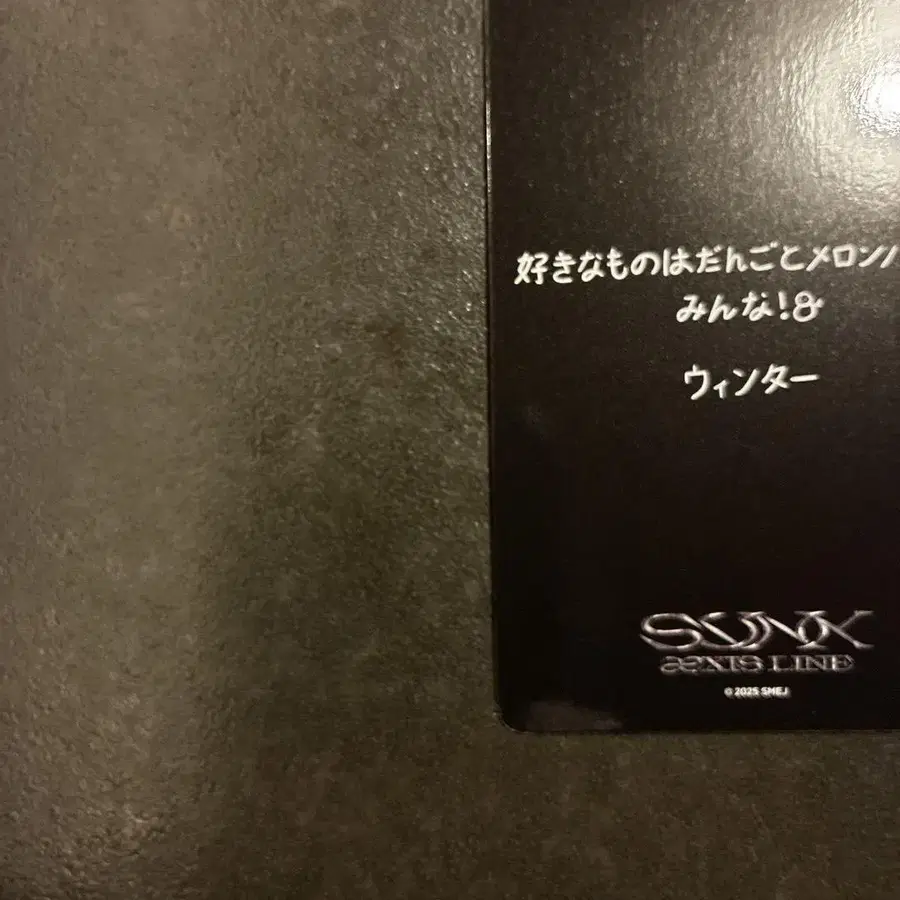 好きなものはだんごとメロン
みんな!&
ウィンター
SYNK
aeXIS LINE
© 2025 SMEJ